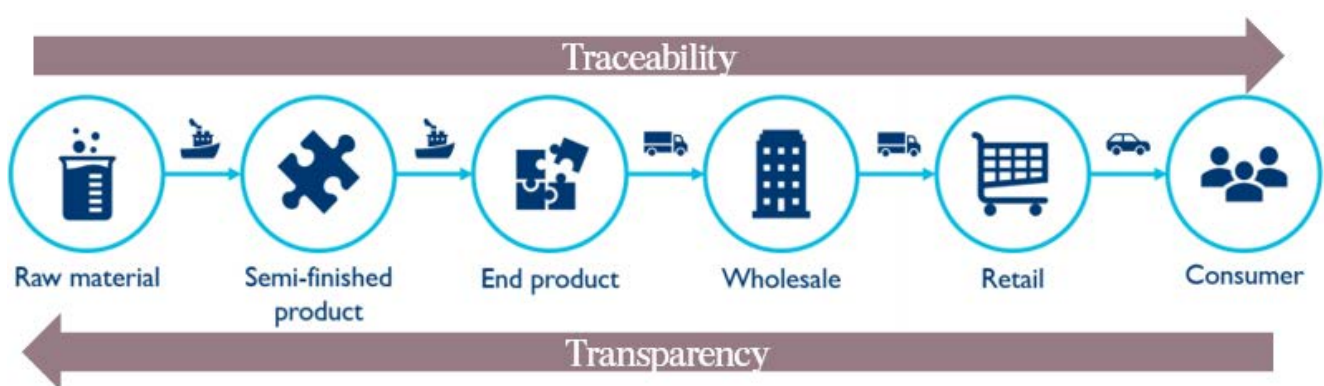 Traceability
Raw material
Semi-finished
product
End product
Wholesale
Retail
Consumer
Transparency